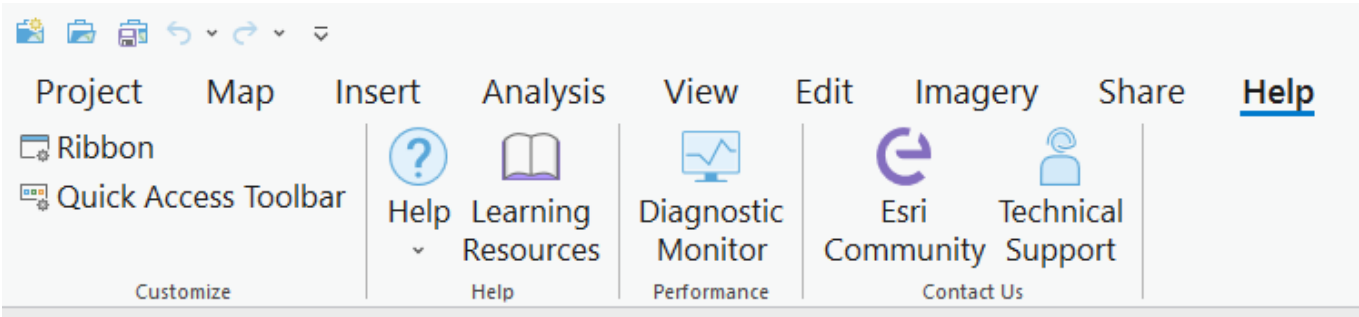 Project Map Insert Analysis View Edit Imagery Share Help
Ribbon
Quick Access Toolbar
Customize
?
Help
Learning
Resources
Help
Diagnostic
Monitor
Performance
Esri
Community
Technical
Support
Contact Us